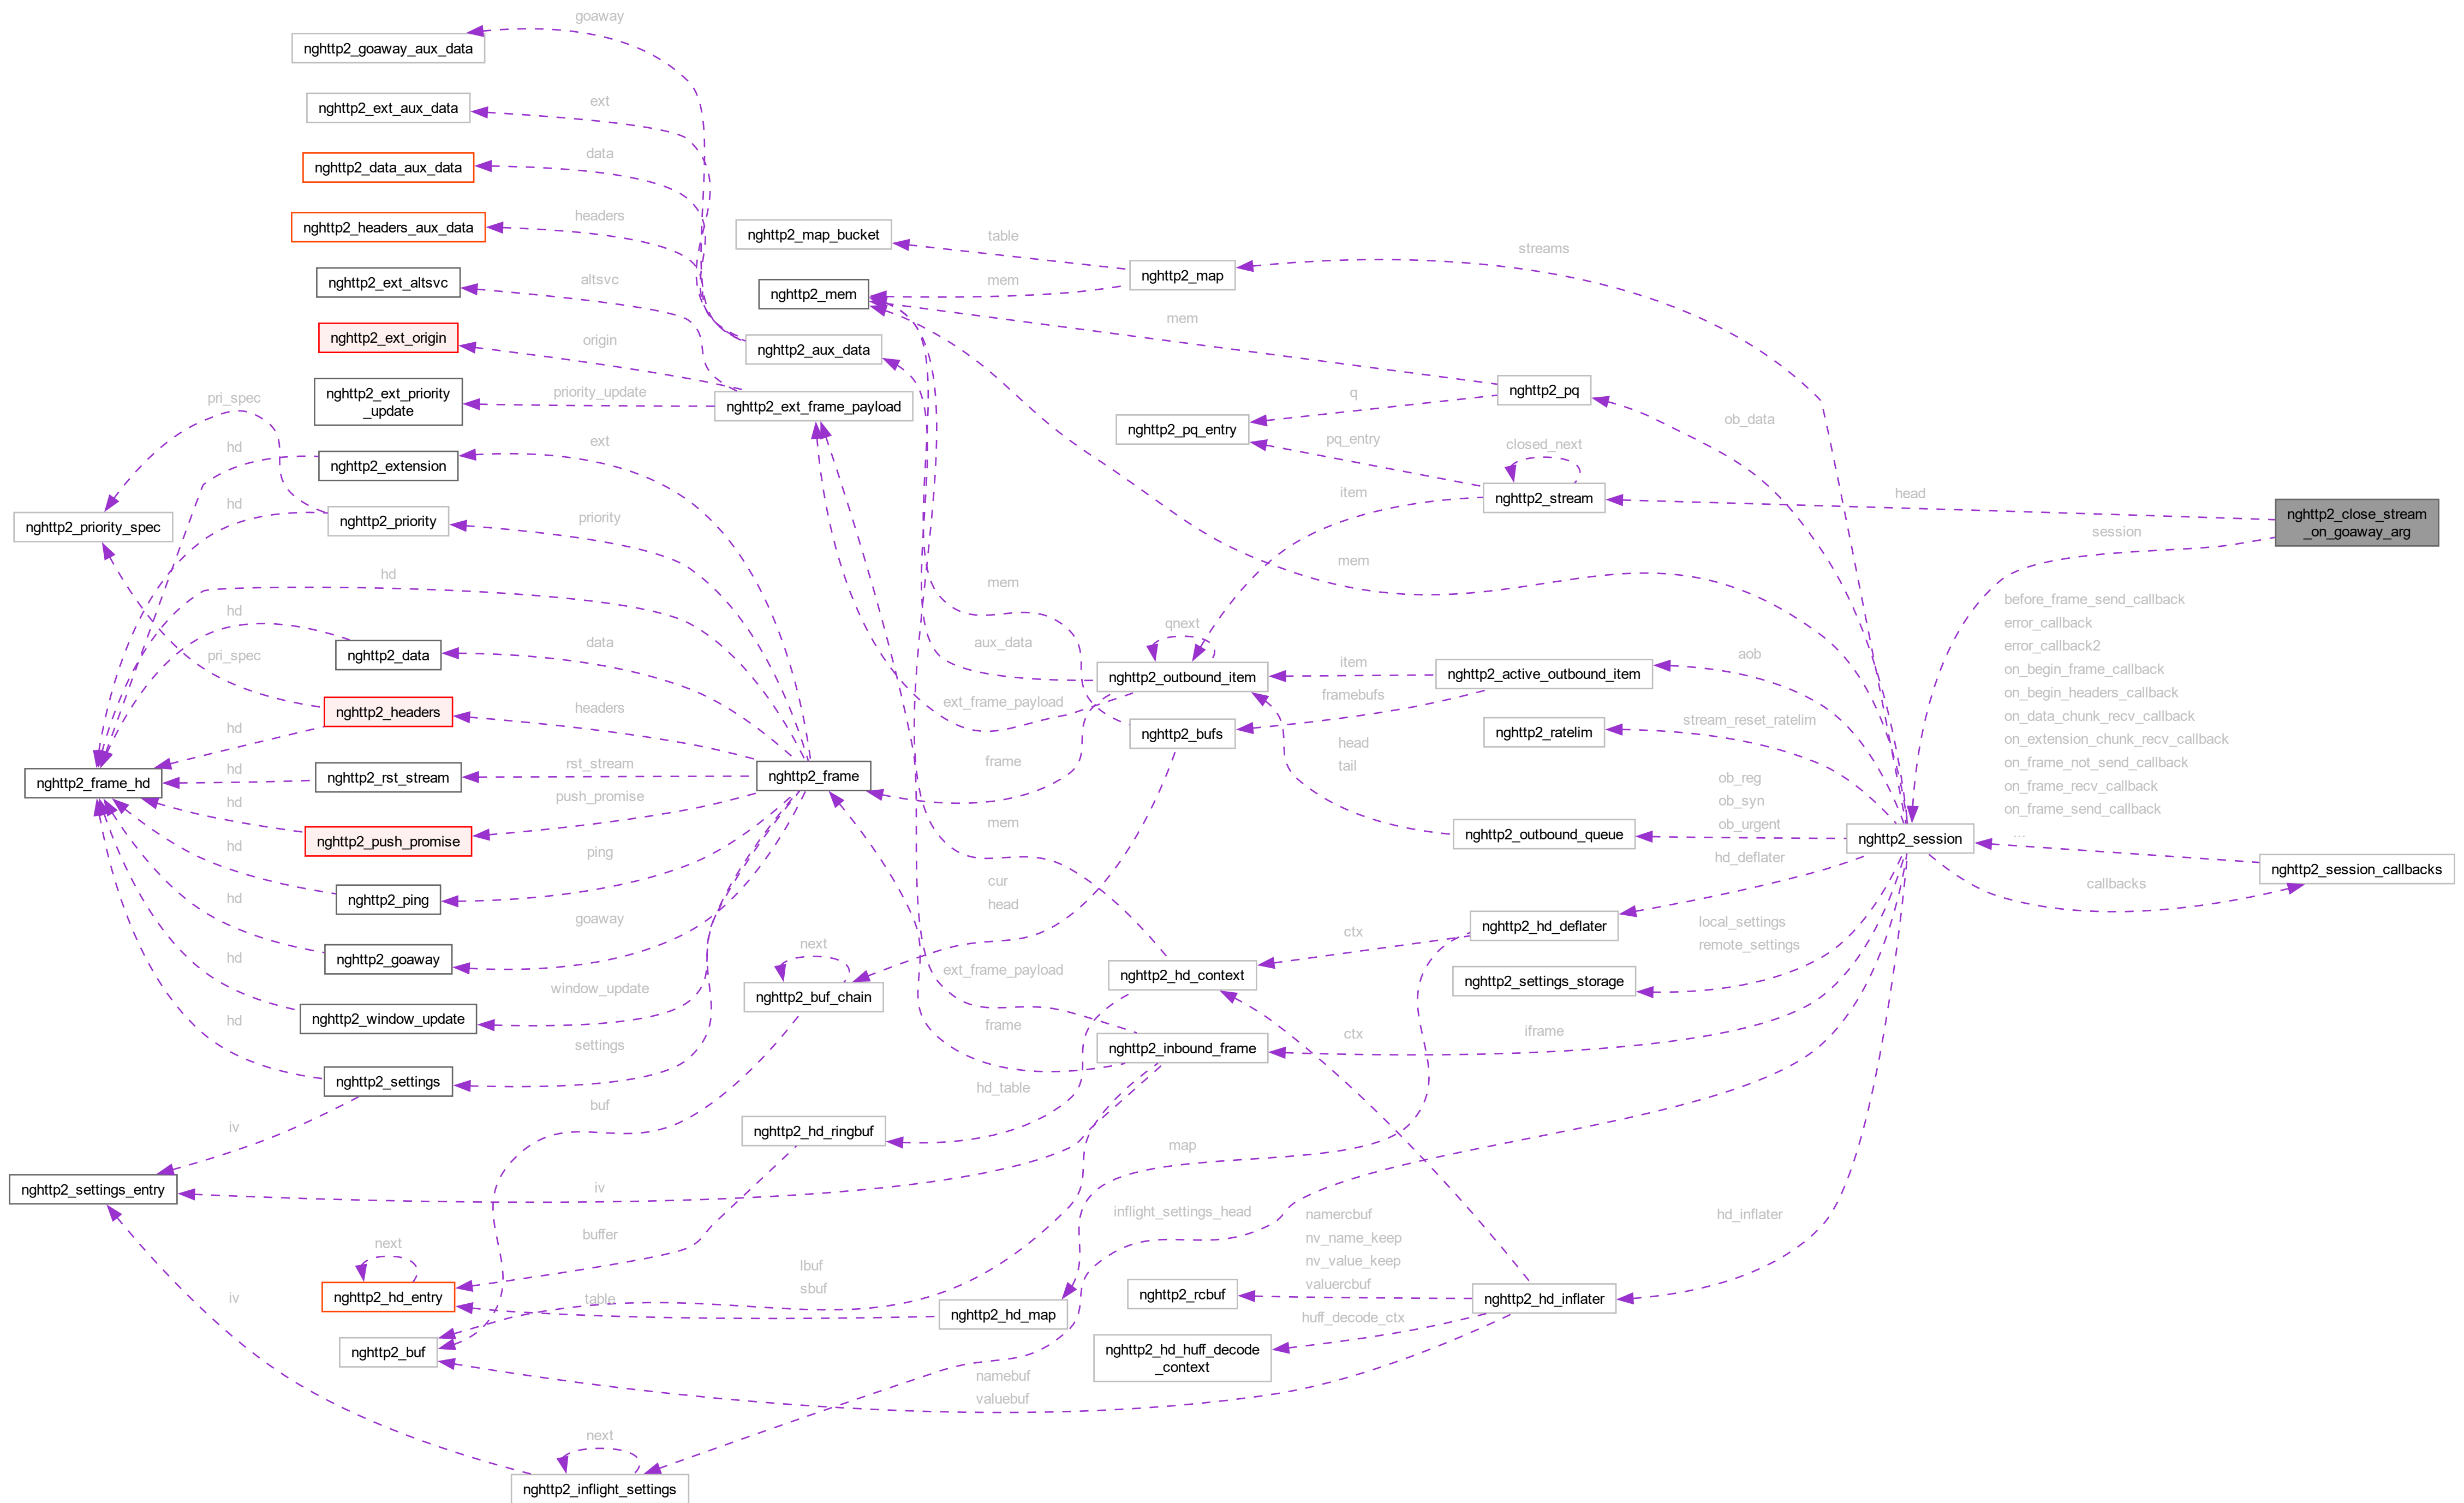 goaway
nghttp2_goaway_aux_data
ext
nghttp2_ext_aux_data
data
nghttp2_data_aux_data
headers
nghttp2_headers_aux_data
nghttp2_map_bucket
table
streams
nghttp2_map
altsvc
nghttp2_ext_altsvc
mem
nghttp2_mem
mem
origin
nghttp2_ext_origin
nghttp2_aux_data
nghttp2_ext_priority
_update
priority_update
nghttp2_ext_frame_payload
nghttp2_pq
q
pri_spec
ob_data
nghttp2_pq_entry
pq_entry
closed_next
hd
ext
nghttp2_extension
item
nghttp2_stream
head
hd
nghttp2_close_stream
_on_goaway_arg
nghttp2_priority_spec
nghttp2_priority
priority
session
mem
hd
mem
before_frame_send_callback
error_callback
error_callback2
on_begin_frame_callback
on_begin_headers_callback
on_data_chunk_recv_callback
on_extension_chunk_recv_callback
on_frame_not_send_callback
on_frame_recv_callback
on_frame_send_callback
...
hd
qnext
data
aux_data
nghttp2_data
pri_spec
item
aob
nghttp2_outbound_item
nghttp2_active_outbound_item
framebufs
ext_frame_payload
headers
nghttp2_headers
stream_reset_ratelim
nghttp2_bufs
nghttp2_ratelim
hd
head
tail
frame
rst_stream
hd
nghttp2_frame_hd
nghttp2_rst_stream
nghttp2_frame
ob_reg
ob_syn
ob_urgent
push_promise
hd
mem
nghttp2_outbound_queue
nghttp2_session
nghttp2_push_promise
hd
ping
hd_deflater
nghttp2_session_callbacks
callbacks
cur
head
nghttp2_ping
hd
goaway
local_settings
remote_settings
nghttp2_hd_deflater
ctx
next
hd
nghttp2_goaway
ext_frame_payload
nghttp2_hd_context
nghttp2_settings_storage
window_update
nghttp2_buf_chain
nghttp2_window_update
hd
frame
ctx
iframe
settings
nghttp2_inbound_frame
nghttp2_settings
hd_table
buf
iv
nghttp2_hd_ringbuf
map
nghttp2_settings_entry
iv
inflight_settings_head
namercbuf
nv_name_keep
nv_value_keep
valuercbuf
hd_inflater
buffer
next
lbuf
sbuf
iv
nghttp2_hd_entry
table
nghttp2_hd_map
nghttp2_rcbuf
nghttp2_hd_inflater
huff_decode_ctx
nghttp2_buf
nghttp2_hd_huff_decode
_context
namebuf
valuebuf
next
nghttp2_inflight_settings